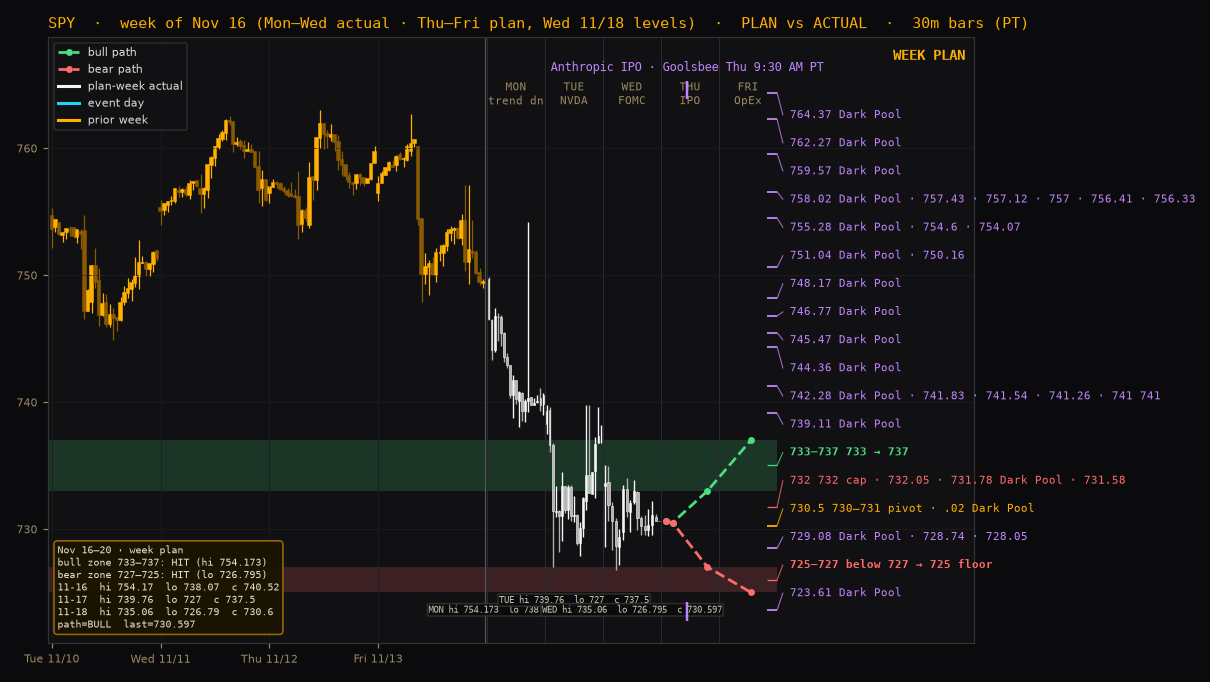 SPY · week of Nov 16 (Mon—Wed actual · Thu—Fri plan, Wed 11/18 levels) · PLAN vs ACTUAL · 30m bars (PT)
bull path
bear path
plan-week actual
event day
prior week
WEEK PLAN
Anthropic IPO · Goolsbee Thu 9:30 AM PT
MON TUE WED THU FRI
trend dn NVDA FOMC IPO OpEx
760
750
740
730
764.37 Dark Pool
762.27 Dark Pool
759.57 Dark Pool
758.02 Dark Pool · 757.43 · 757.12 · 757 · 756.41 · 756.33
755.28 Dark Pool · 754.6 · 754.07
751.04 Dark Pool · 750.16
748.17 Dark Pool
746.77 Dark Pool
745.47 Dark Pool
744.36 Dark Pool
742.28 Dark Pool · 741.83 · 741.54 · 741.26 · 741 741
739.11 Dark Pool
733—737 733 → 737
732 732 cap · 732.05 · 731.78 Dark Pool · 731.58
730.5 730—731 pivot · .02 Dark Pool
729.08 Dark Pool · 728.74 · 728.05
725—727 below 727 → 725 floor
723.61 Dark Pool
Nov 16—20 · week plan
bull zone 733—737: HIT (hi 754.173)
bear zone 727—725: HIT (lo 726.795)
11-16 hi 754.17 lo 738.07 c 740.52
11-17 hi 739.76 lo 727 c 737.5
11-18 hi 735.06 lo 726.79 c 730.6
path=BULL last=730.597
TUE hi 739.76 lo 727 c 737.5
MON hi 754.173 lo 738
WED hi 735.06 lo 726.795 c 730.597
Tue 11/10
Wed 11/11
Thu 11/12
Fri 11/13